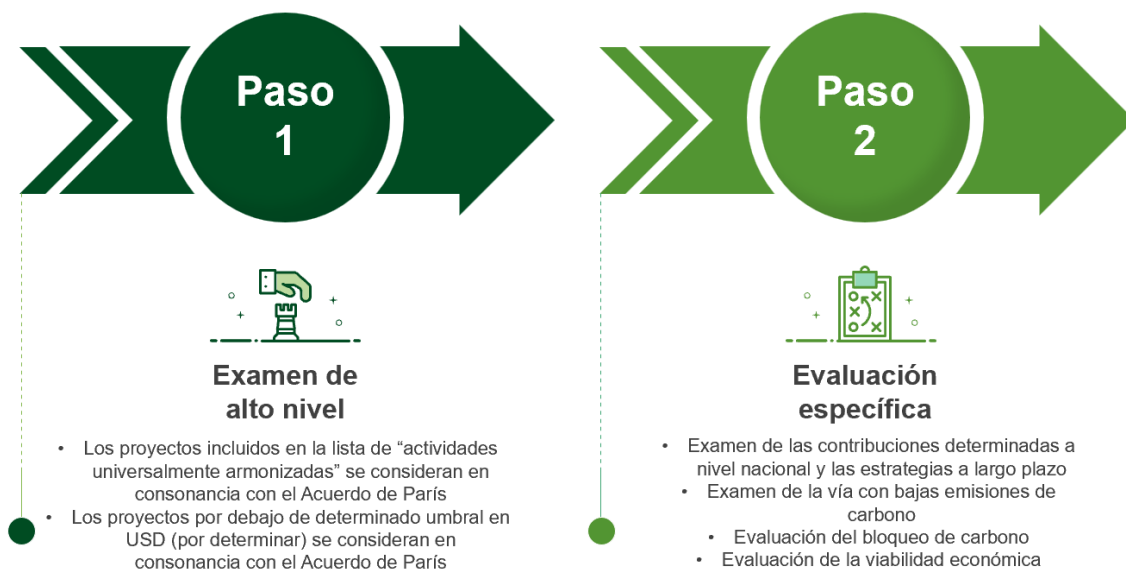 Paso
1
Examen de
alto nivel
• Los proyectos incluidos en la lista de “actividades
universalmente armonizadas” se consideran en
consonancia con el Acuerdo de París
• Los proyectos por debajo de determinado umbral en
USD (por determinar) se consideran en
consonancia con el Acuerdo de París
Paso
2
Evaluación
específica
• Examen de las contribuciones determinadas a
nivel nacional y las estrategias a largo plazo
• Examen de la vía con bajas emisiones de
carbono
• Evaluación del bloqueo de carbono
• Evaluación de la viabilidad económica